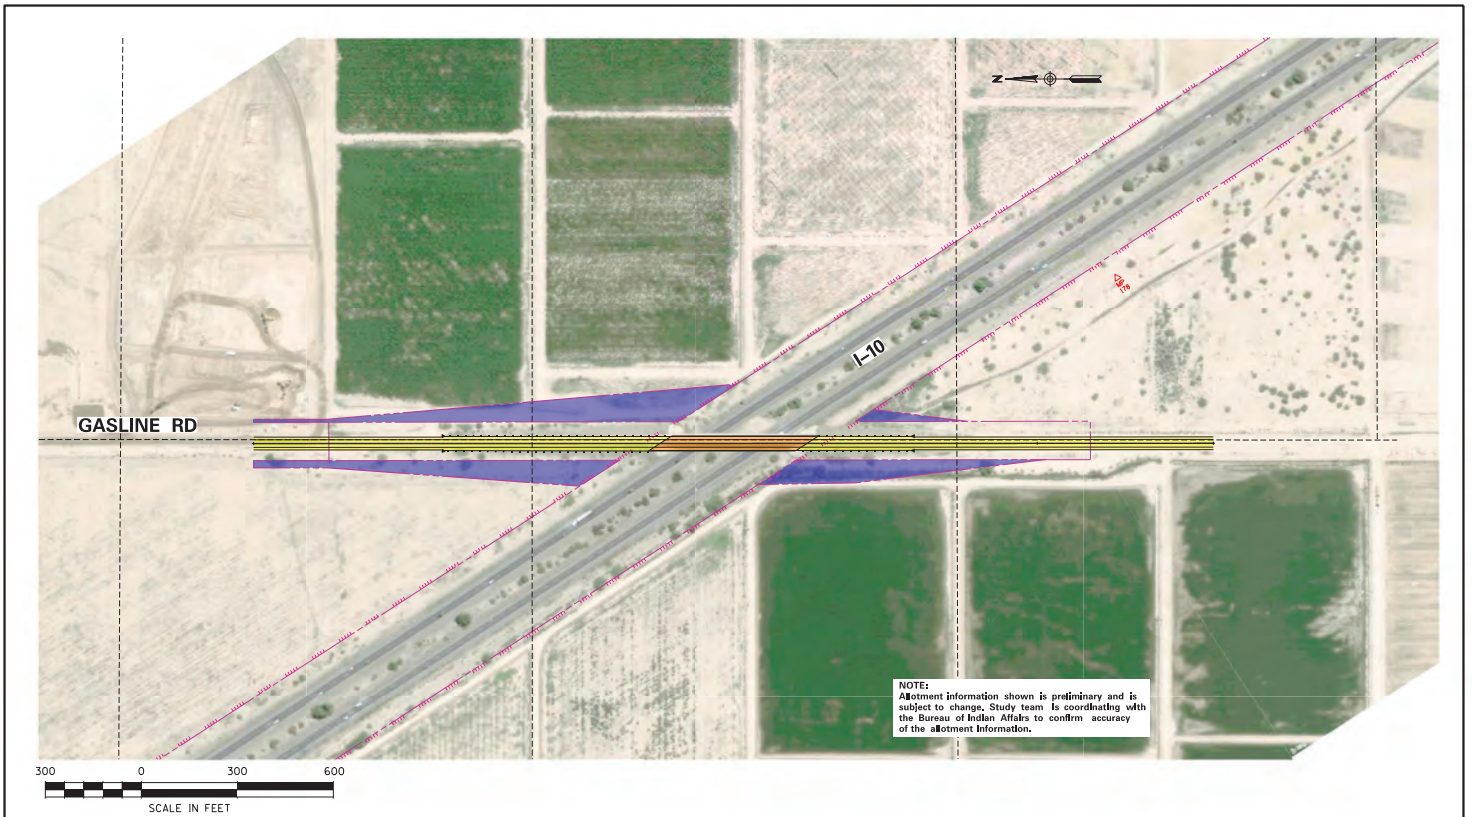 N
I-10
178
GASLINE RD
NOTE:
Allotment information shown is preliminary and is
subject to change. Study team is coordinating with
the Bureau of Indian Affairs to confirm accuracy
of the allotment information.
300 0 300 600
SCALE IN FEET